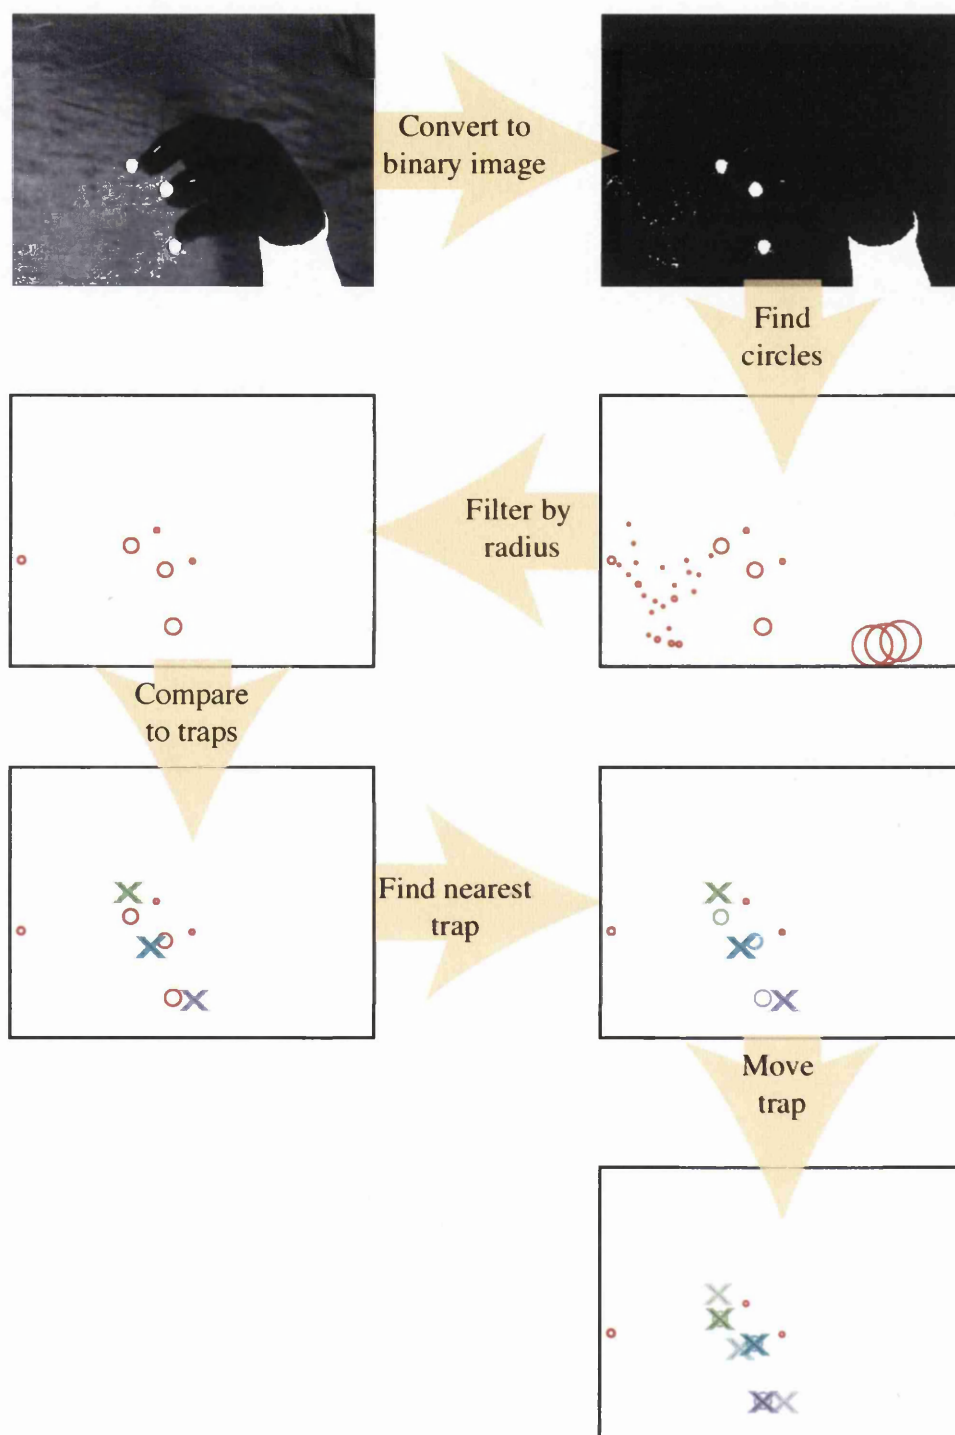 Convert to
binary image
Find
circles
Filter by
radius
Compare
to traps
Find nearest
trap
Move
trap